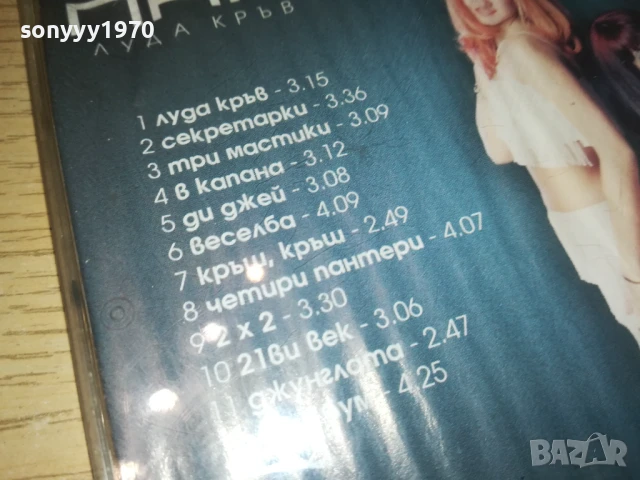 sonyyy1970
ЛУДА КРЪВ
1 луда кръв - 3.15
2 секретарки - 3.36
3 три мастики - 3.09
4 в капана - 3.12
5 ди джей - 3.08
6 веселба - 4.09
7 кръш, кръш - 2.49
8 четири пантери - 4.07
9 2 x 2 - 3.30
10 21ви век - 3.06
11 джунглата - 2.47
- 4.25
BAZAR
bazar.bg